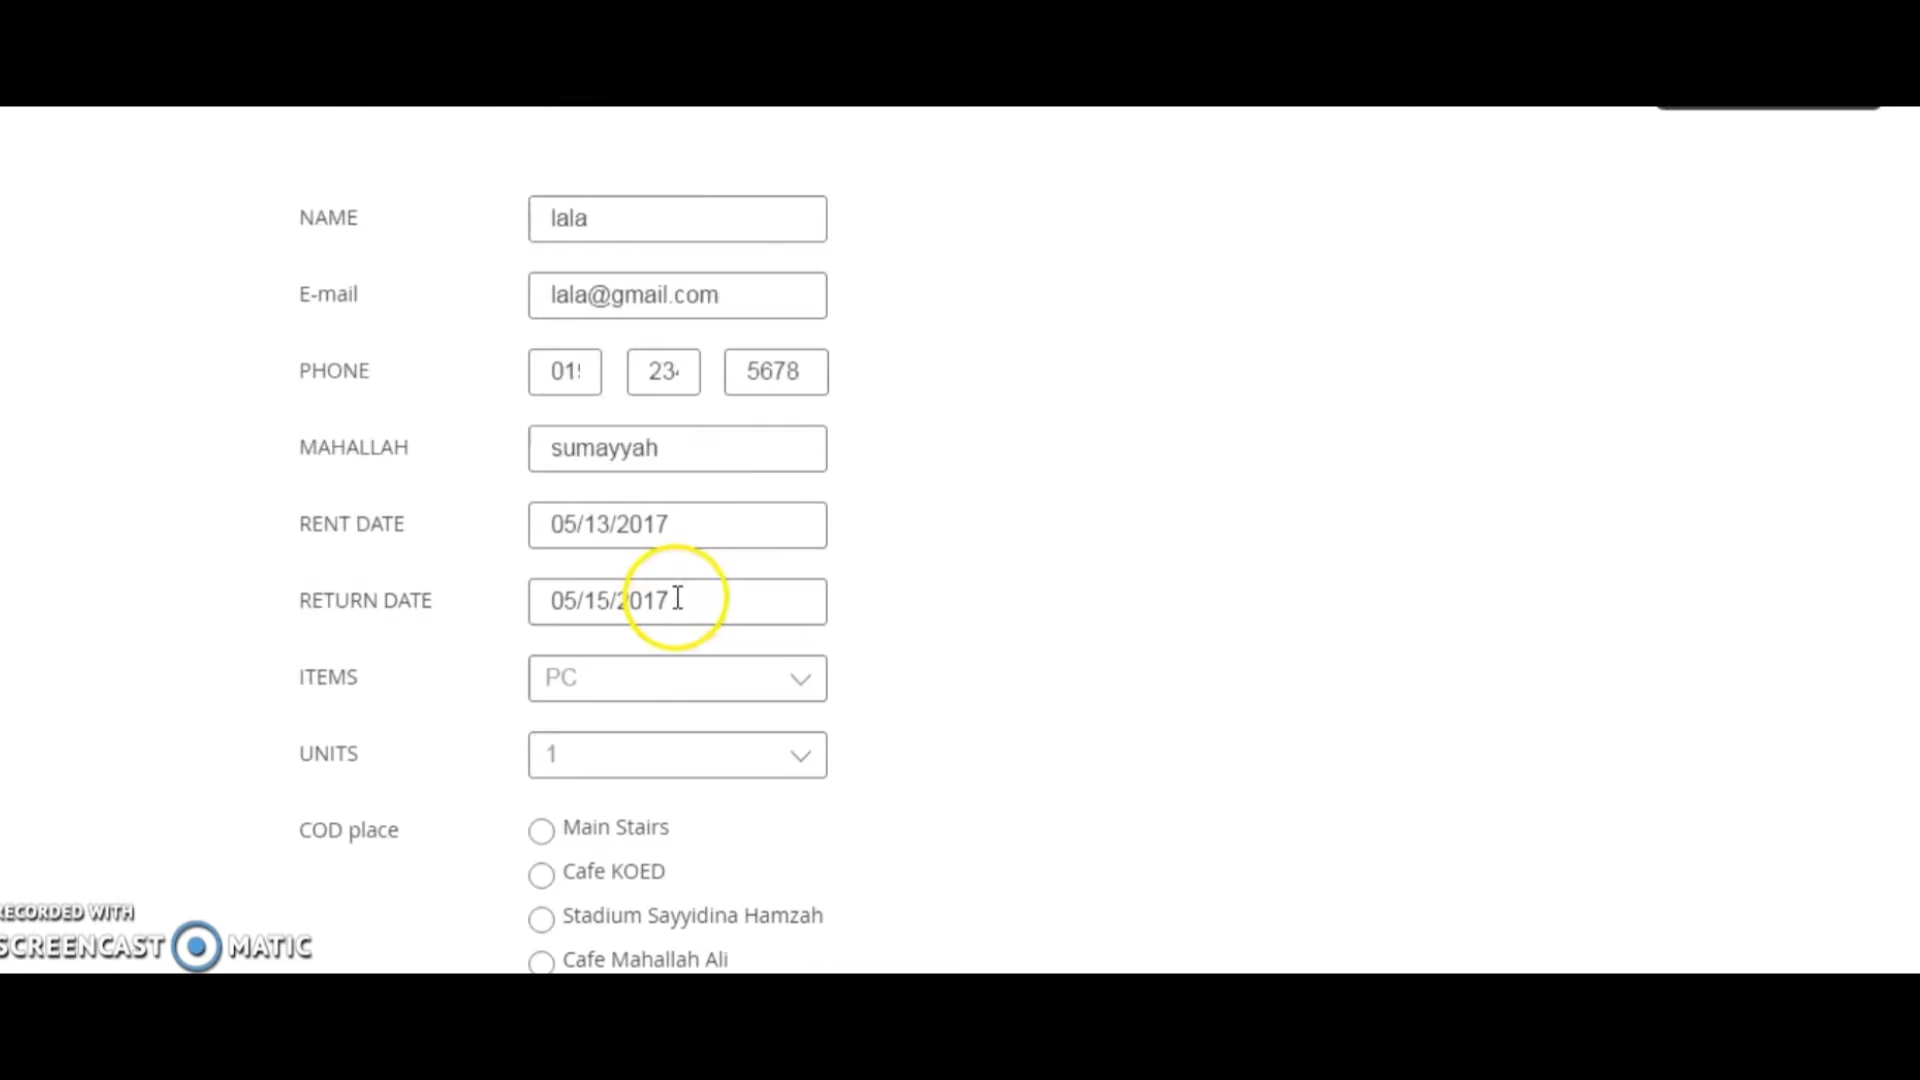 NAME lala
E-mail lala@gmail.com
PHONE 5678
MAHALLAH sumayyah
RENT DATE 05/13/2017
RETURN DATE 05/15/2017
ITEMS PC
UNITS 1
COD place Main Stairs
Cafe KOED
Stadium Sayyidina Hamzah
Cafe Mahallah Ali
RECORDED WITH
SCREENCAST MATIC